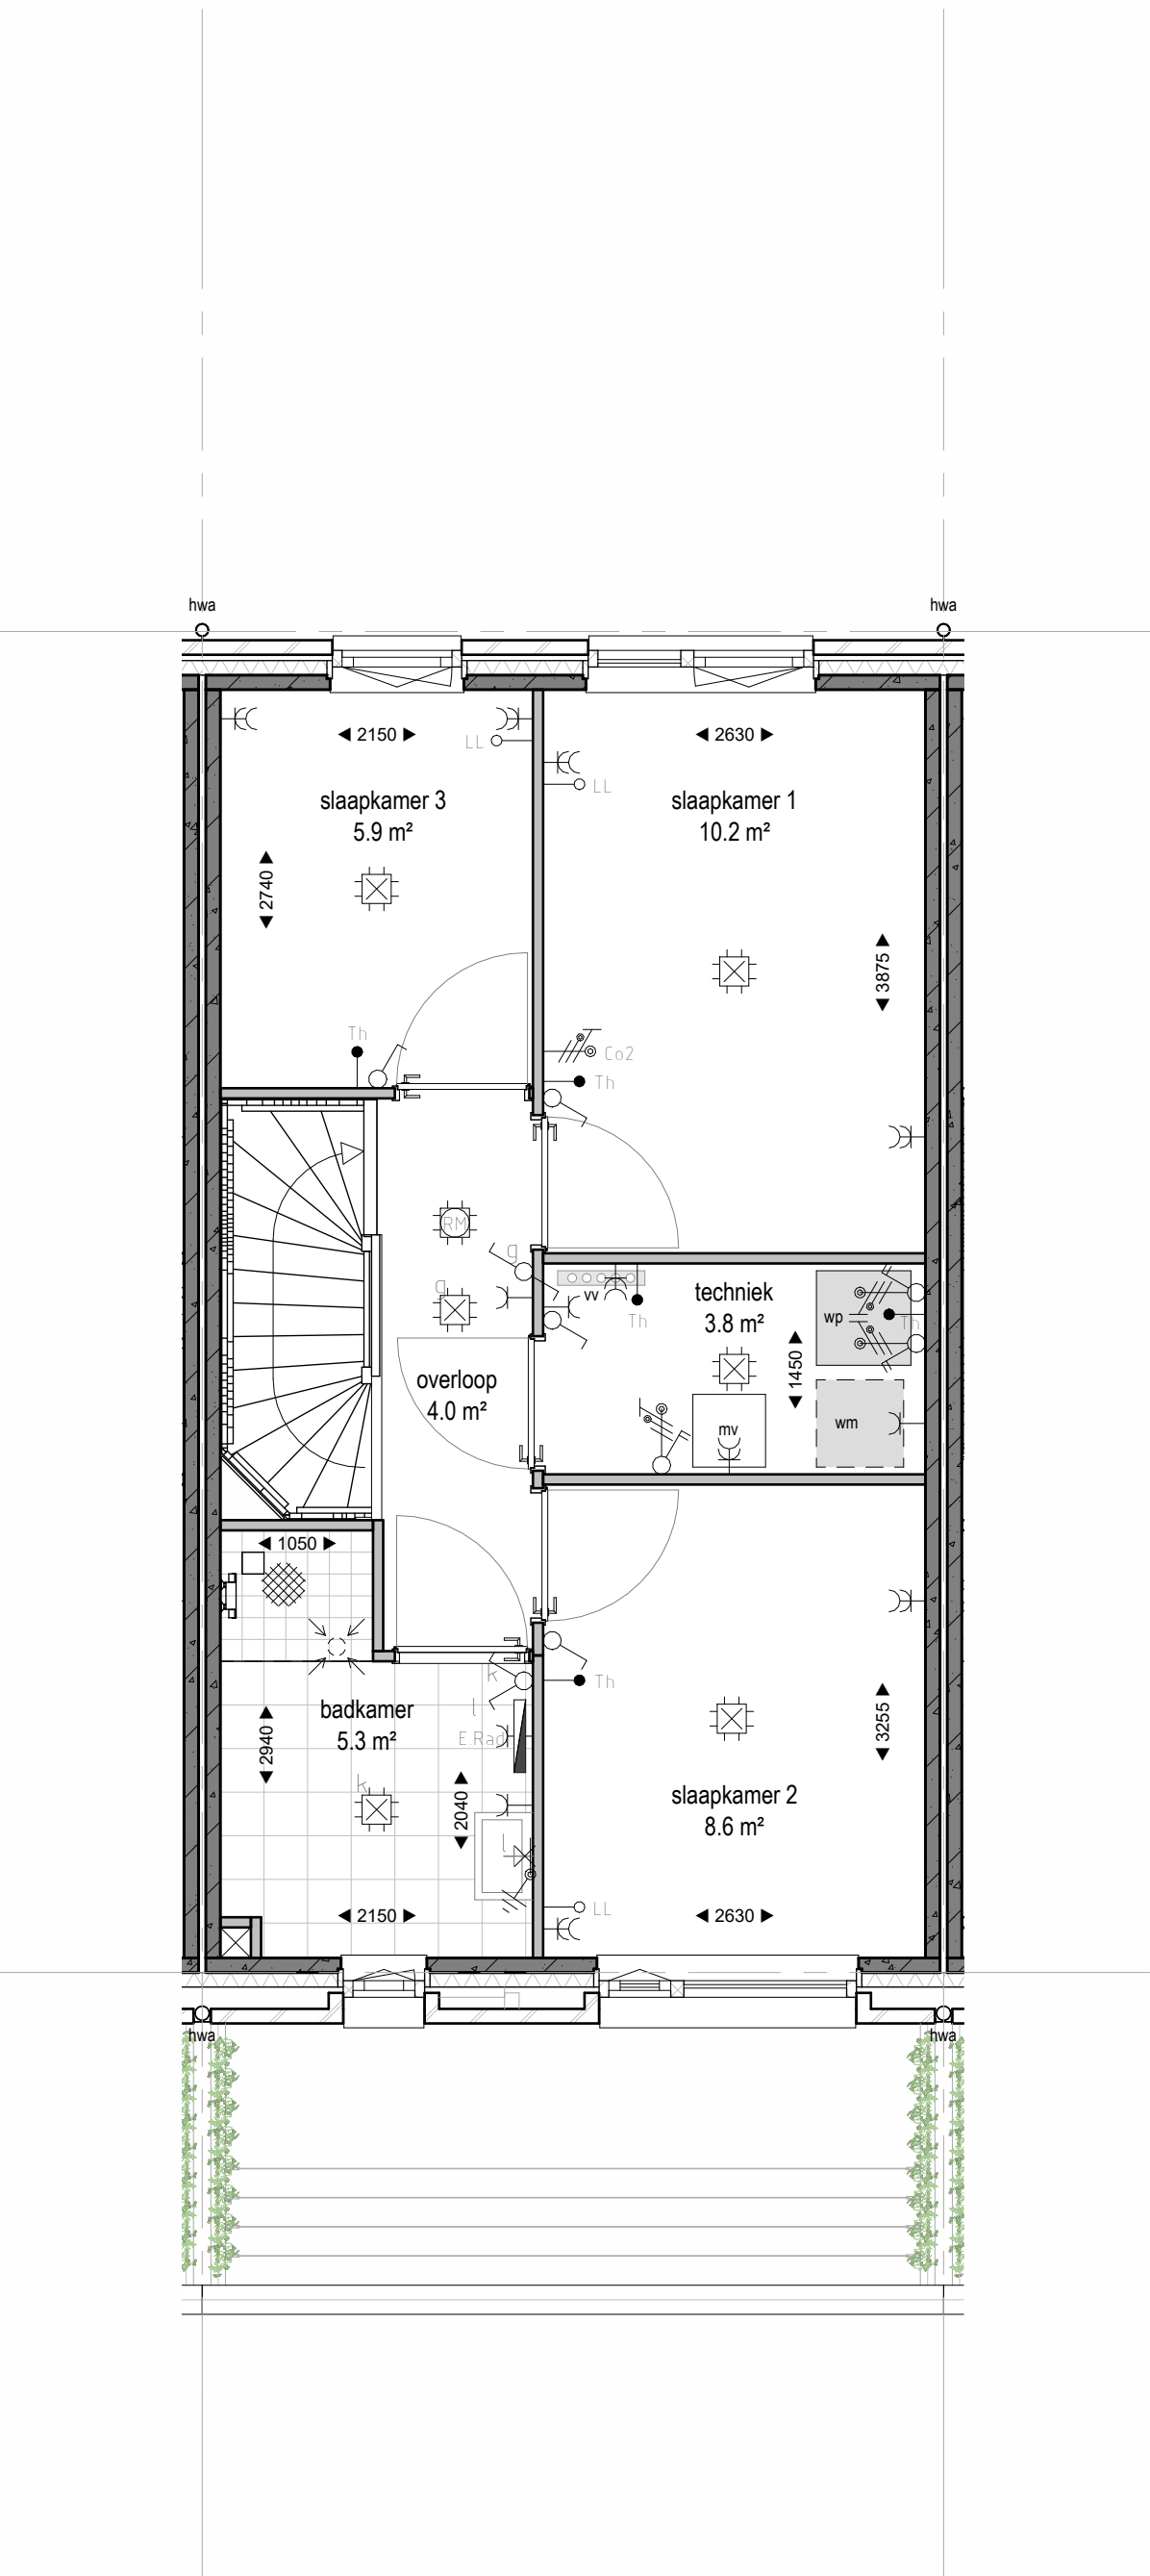 hwa
hwa
2150
2630
LL
LL
slaapkamer 3
5.9 m²
slaapkamer 1
10.2 m²
2740
3875
Th
Co2
Th
RM
g
g
vv
Th
techniek
3.8 m²
wp
Th
1450
overloop
4.0 m²
mv
wm
1050
k
l
Th
badkamer
5.3 m²
E.Rad
2940
3255
k
2040
slaapkamer 2
8.6 m²
l
2150
LL
2630
hwa
hwa